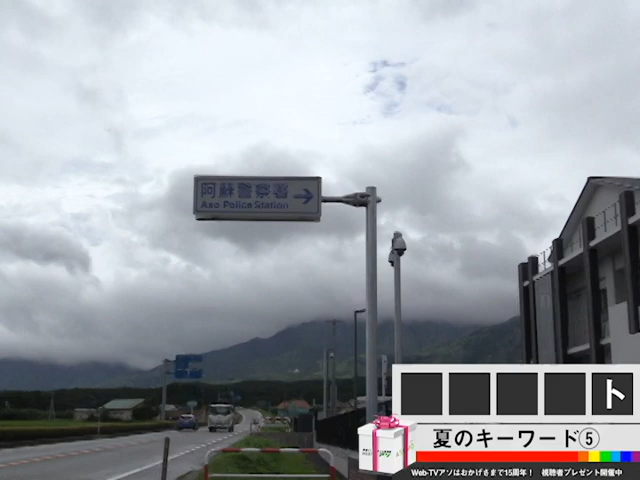 阿蘇警察署
Aso Police Station
ト
夏のキーワード⑤
Web-TVアソはおかげさまで15周年！ 視聴者プレゼント開催中